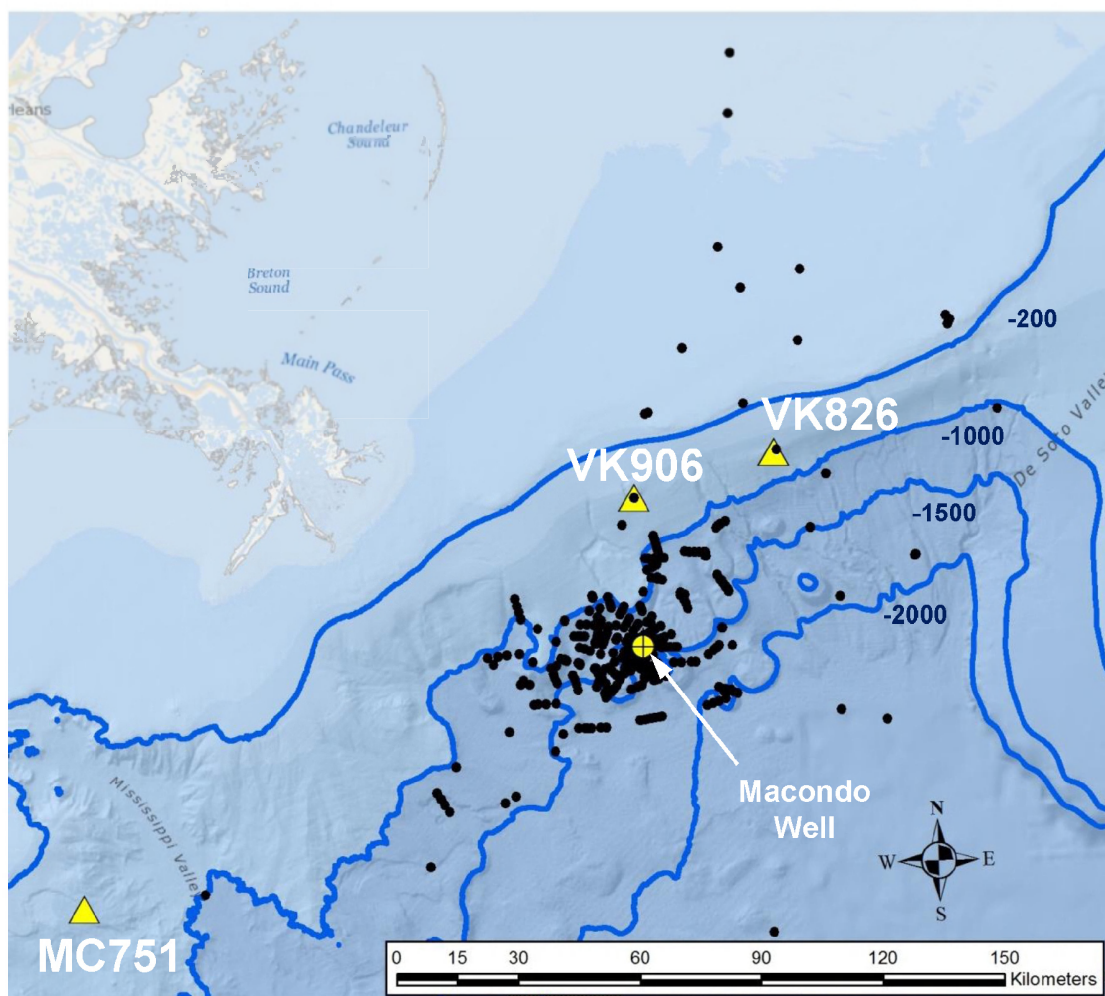 leans
Chandeleur
Sound
Breton
Sound
Main Pass
-200
VK826
-1000
De Soto Valley
VK906
-1500
-2000
Macondo
Well
Mississippi Valley
N
W E
S
MC751
0 15 30 60 90 120 150
Kilometers